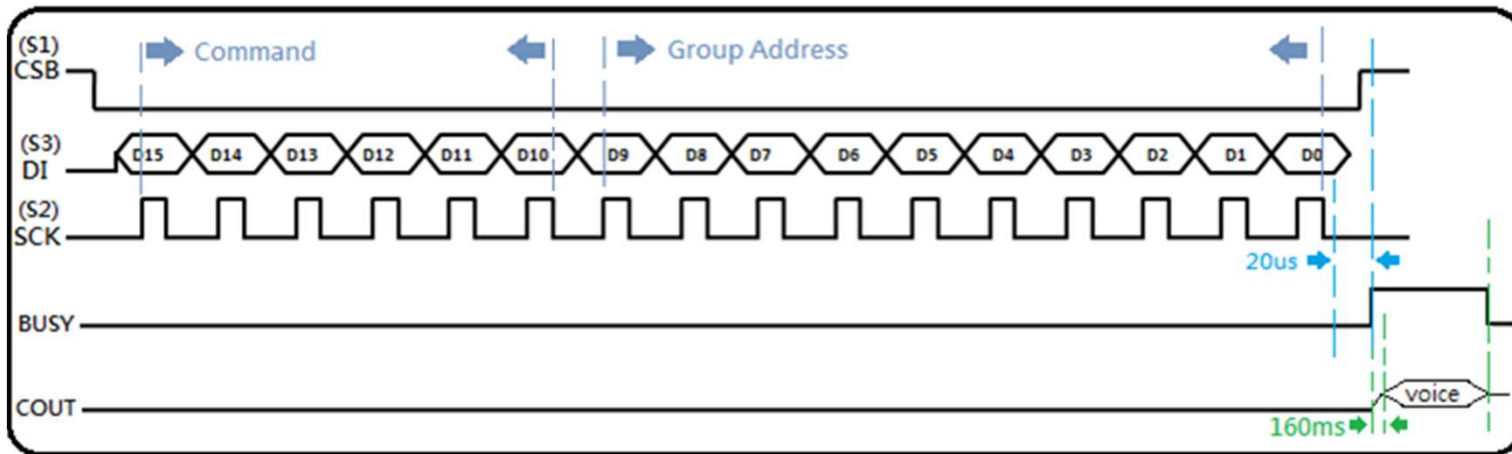 (S1) Command Group Address
CSB
(S3) D15 D14 D13 D12 D11 D10 D9 D8 D7 D6 D5 D4 D3 D2 D1 D0
DI
(S2)
SCK
20us
BUSY
COUT voice
160ms